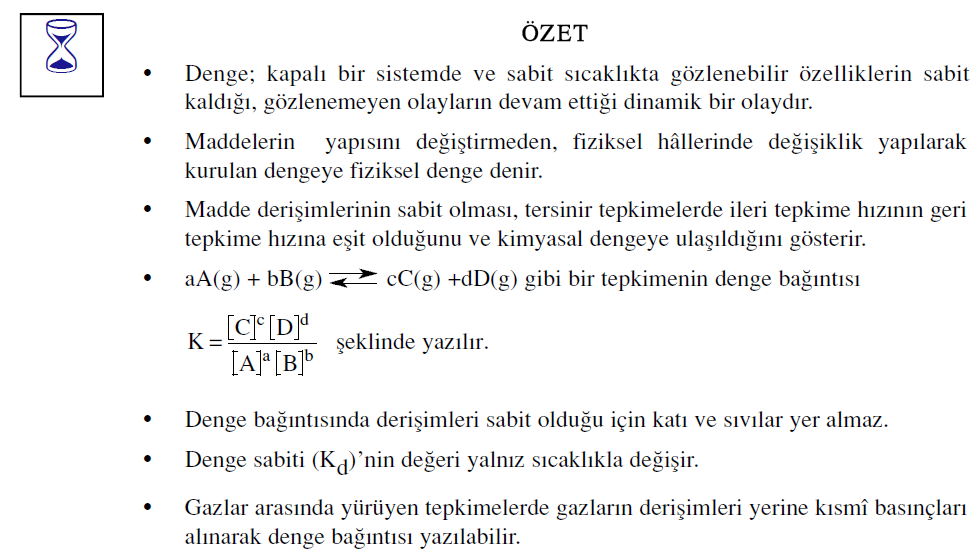 ÖZET
• Denge; kapalı bir sistemde ve sabit sıcaklıkta gözlenebilir özelliklerin sabit
kaldığı, gözlenemeyen olayların devam ettiği dinamik bir olaydır.
• Maddelerin yapısını değiştirmeden, fiziksel hâllerinde değişiklik yapılarak
kurulan dengeye fiziksel denge denir.
• Madde derişimlerinin sabit olması, tersinir tepkimelerde ileri tepkime hızının geri
tepkime hızına eşit olduğunu ve kimyasal dengeye ulaşıldığını gösterir.
• aA(g) + bB(g) ⇌ cC(g) +dD(g) gibi bir tepkimenin denge bağıntısı
K = [C]^c [D]^d / [A]^a [B]^b şeklinde yazılır.
• Denge bağıntısında derişimleri sabit olduğu için katı ve sıvılar yer almaz.
• Denge sabiti (K_d)’nin değeri yalnız sıcaklıkla değişir.
• Gazlar arasında yürüyen tepkimelerde gazların derişimleri yerine kısmî basınçları
alınarak denge bağıntısı yazılabilir.